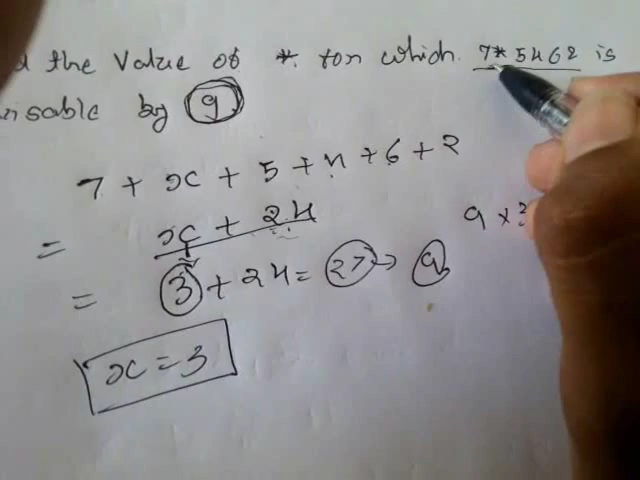 the Value of * for which 7*5462 is
by 9
7 + x + 5 + 4 + 6 + 2
= x + 24
9 x 3
= 3 + 24 = 27 → 9
x = 3